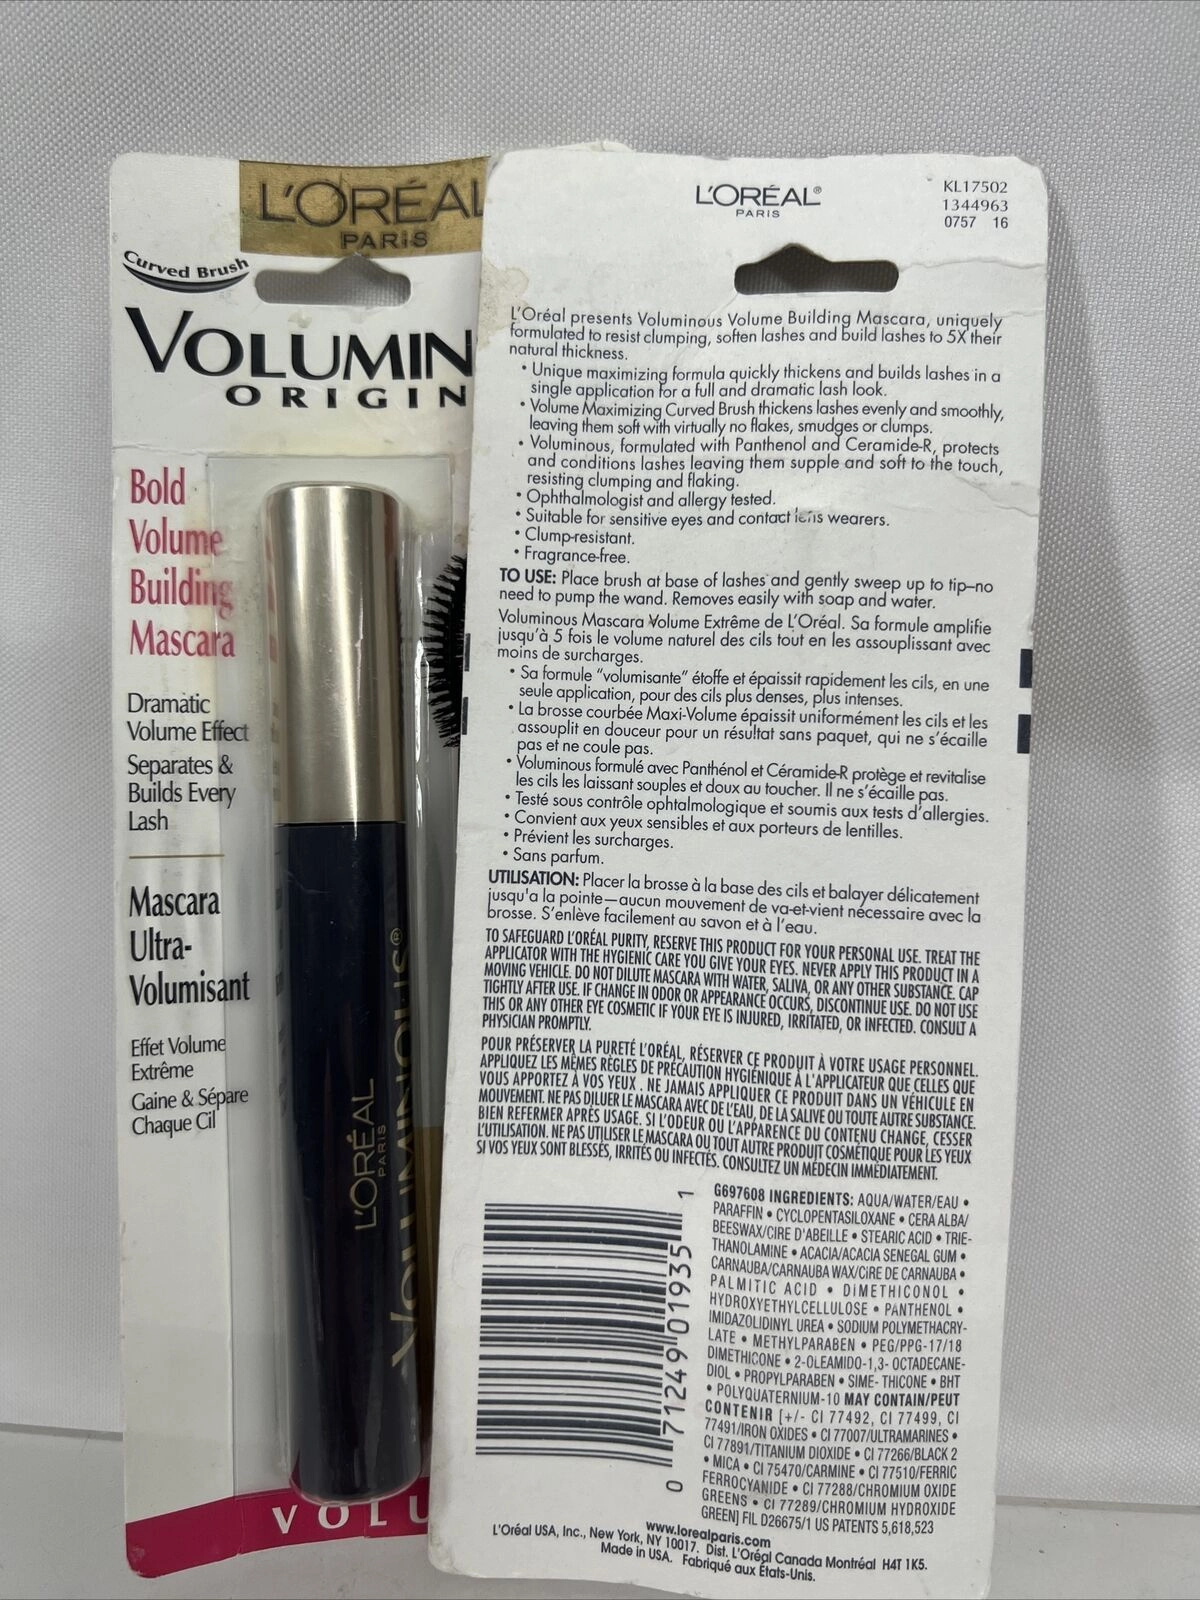 L'ORÉAL
PARIS
Curved Brush
VOLUMIN
ORIGIN
Bold
Volume
Building
Mascara
Dramatic
Volume Effect
Separates &
Builds Every
Lash
Mascara
Ultra-
Volumisant
Effet Volume
Extrême
Gaine & Sépare
Chaque Cil
L'ORÉAL
PARIS
VOLUMINOUS®
VOLU
L'ORÉAL®
PARIS
KL17502
1344963
0757 16
L'Oréal presents Voluminous Volume Building Mascara, uniquely
formulated to resist clumping, soften lashes and build lashes to 5X their
natural thickness.
• Unique maximizing formula quickly thickens and builds lashes in a
single application for a full and dramatic lash look.
• Volume Maximizing Curved Brush thickens lashes evenly and smoothly,
leaving them soft with virtually no flakes, smudges or clumps.
• Voluminous, formulated with Panthenol and Ceramide-R, protects
and conditions lashes leaving them supple and soft to the touch,
resisting clumping and flaking.
• Ophthalmologist and allergy tested.
• Suitable for sensitive eyes and contact lens wearers.
• Clump-resistant.
• Fragrance-free.
TO USE: Place brush at base of lashes and gently sweep up to tip—no
need to pump the wand. Removes easily with soap and water.
Voluminous Mascara Volume Extrême de L'Oréal. Sa formule amplifie
jusqu'à 5 fois le volume naturel des cils tout en les assouplissant avec
moins de surcharges.
• Sa formule "volumisante" étoffe et épaissit rapidement les cils, en une
seule application, pour des cils plus denses, plus intenses.
• La brosse courbée Maxi-Volume épaissit uniformément les cils et les
assouplit en douceur pour un résultat sans paquet, qui ne s'écaille
pas et ne coule pas.
• Voluminous formulé avec Panthénol et Céramide-R protège et revitalise
les cils les laissant souples et doux au toucher. Il ne s'écaille pas.
• Testé sous contrôle ophtalmologique et soumis aux tests d'allergies.
• Convient aux yeux sensibles et aux porteurs de lentilles.
• Prévient les surcharges.
• Sans parfum.
UTILISATION: Placer la brosse à la base des cils et balayer délicatement
jusqu'a la pointe—aucun mouvement de va-et-vient nécessaire avec la
brosse. S'enlève facilement au savon et à l'eau.
TO SAFEGUARD L'ORÉAL PURITY, RESERVE THIS PRODUCT FOR YOUR PERSONAL USE. TREAT THE
APPLICATOR WITH THE HYGIENIC CARE YOU GIVE YOUR EYES. NEVER APPLY THIS PRODUCT IN A
MOVING VEHICLE. DO NOT DILUTE MASCARA WITH WATER, SALIVA, OR ANY OTHER SUBSTANCE. CAP
TIGHTLY AFTER USE. IF CHANGE IN ODOR OR APPEARANCE OCCURS, DISCONTINUE USE. DO NOT USE
THIS OR ANY OTHER EYE COSMETIC IF YOUR EYE IS INJURED, IRRITATED, OR INFECTED. CONSULT A
PHYSICIAN PROMPTLY.
POUR PRÉSERVER LA PURETÉ L'ORÉAL, RÉSERVER CE PRODUIT À VOTRE USAGE PERSONNEL.
APPLIQUEZ LES MÊMES RÈGLES DE PRÉCAUTION HYGIÉNIQUE À L'APPLICATEUR QUE CELLES QUE
VOUS APPORTEZ À VOS YEUX . NE JAMAIS APPLIQUER CE PRODUIT DANS UN VÉHICULE EN
MOUVEMENT. NE PAS DILUER LE MASCARA AVEC DE L'EAU, DE LA SALIVE OU TOUTE AUTRE SUBSTANCE.
BIEN REFERMER APRÈS USAGE. SI L'ODEUR OU L'APPARENCE DU CONTENU CHANGE, CESSER
L'UTILISATION. NE PAS UTILISER LE MASCARA OU TOUT AUTRE PRODUIT COSMÉTIQUE POUR LES YEUX
SI VOS YEUX SONT BLESSÉS, IRRITÉS OU INFECTÉS. CONSULTEZ UN MÉDECIN IMMÉDIATEMENT.
0 71249 01935 1
G697608 INGREDIENTS: AQUA/WATER/EAU •
PARAFFIN • CYCLOPENTASILOXANE • CERA ALBA/
BEESWAX/CIRE D'ABEILLE • STEARIC ACID • TRIE-
THANOLAMINE • ACACIA/ACACIA SENEGAL GUM •
CARNAUBA/CARNAUBA WAX/CIRE DE CARNAUBA •
PALMITIC ACID • DIMETHICONOL •
HYDROXYETHYLCELLULOSE • PANTHENOL •
IMIDAZOLIDINYL UREA • SODIUM POLYMETHACRY-
LATE • METHYLPARABEN • PEG/PPG-17/18
DIMETHICONE • 2-OLEAMIDO-1,3- OCTADECANE-
DIOL • PROPYLPARABEN • SIME- THICONE • BHT
• POLYQUATERNIUM-10 MAY CONTAIN/PEUT
CONTENIR [+/- CI 77492, CI 77499, CI
77491/IRON OXIDES • CI 77007/ULTRAMARINES •
CI 77891/TITANIUM DIOXIDE • CI 77266/BLACK 2
• MICA • CI 75470/CARMINE • CI 77510/FERRIC
FERROCYANIDE • CI 77288/CHROMIUM OXIDE
GREENS • CI 77289/CHROMIUM HYDROXIDE
GREEN] FIL D26675/1 US PATENTS 5,618,523
www.lorealparis.com
L'Oréal USA, Inc., New York, NY 10017. Dist. L'Oréal Canada Montréal H4T 1K5.
Made in USA. Fabriqué aux États-Unis.